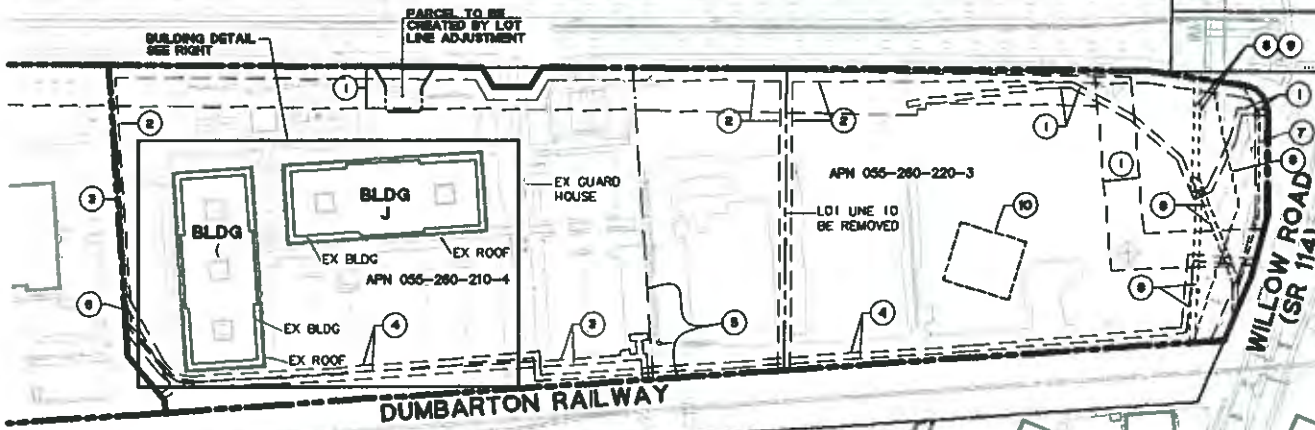 PARCEL TO BE
CREATED BY LOT
LINE ADJUSTMENT
BUILDING DETAIL
SEE RIGHT
8 9
1
1
7
2
2
2
1
1
EX GUARD
HOUSE
APN 055-260-220-3
BLDG
J
BLDG
LOT LINE TO
BE REMOVED
10
EX BLDG
EX ROOF
APN 055-260-210-4
WILLOW ROAD
(SR 114)
EX BLDG
4
3
5
4
EX ROOF
DUMBARTON RAILWAY